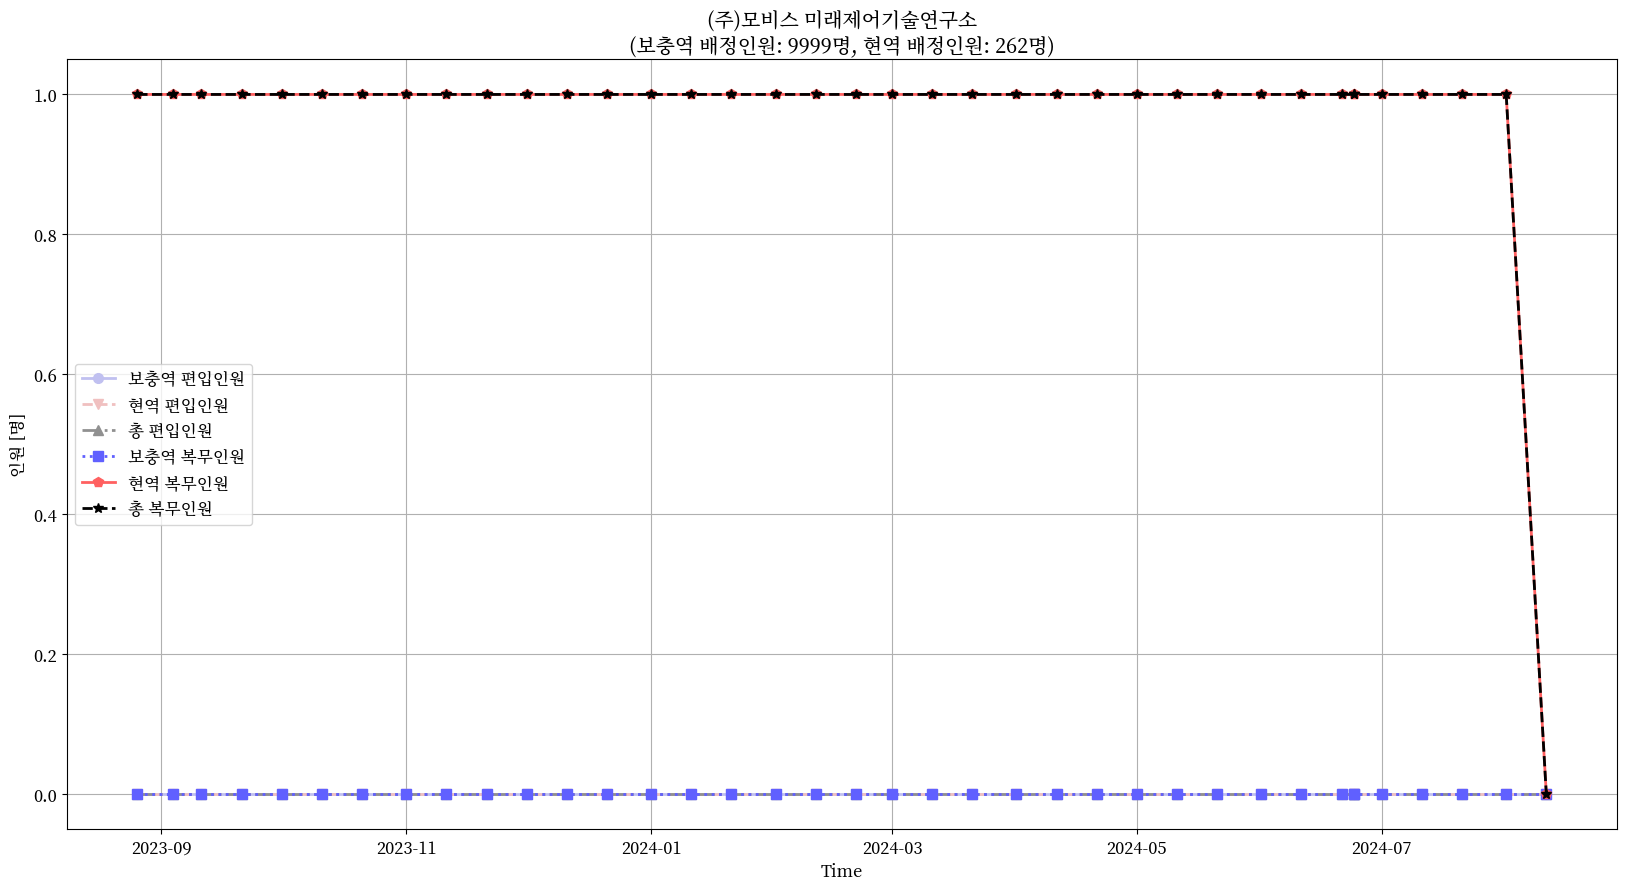 (주)모비스 미래제어기술연구소
(보충역 배정인원: 9999명, 현역 배정인원: 262명)
1.0
0.8
0.6
0.4
0.2
0.0
인원 [명]
보충역 편입인원
현역 편입인원
총 편입인원
보충역 복무인원
현역 복무인원
총 복무인원
2023-09
2023-11
2024-01
2024-03
2024-05
2024-07
Time